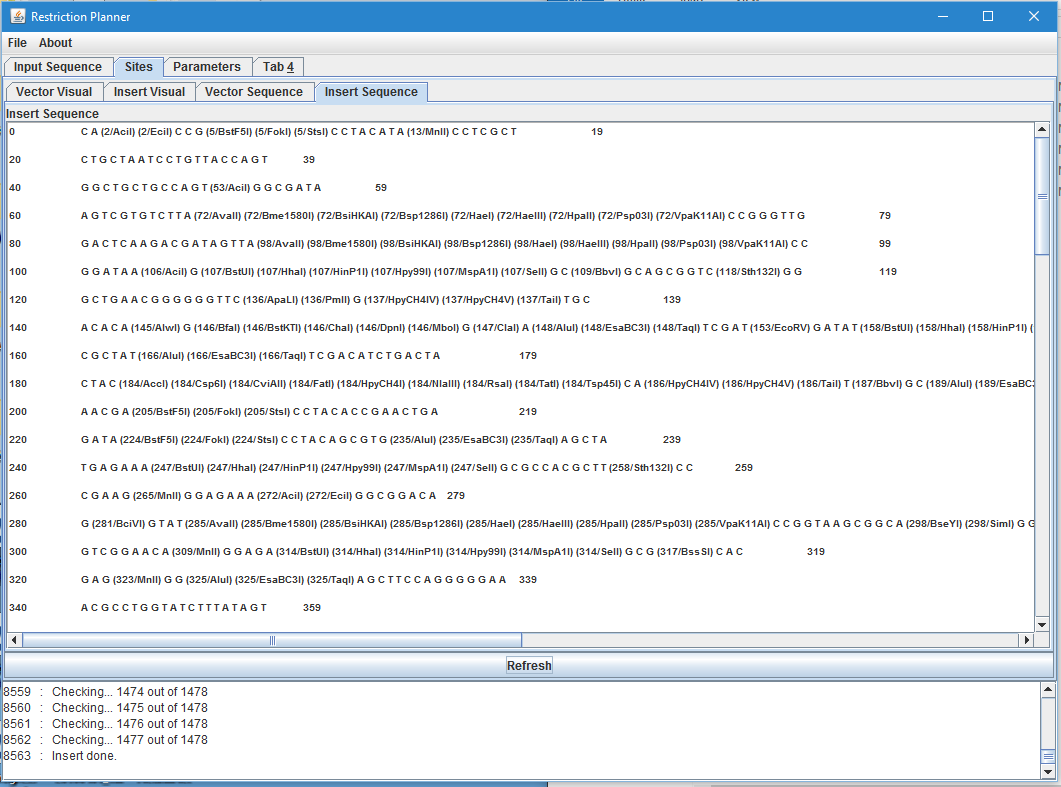 Restriction Planner
File About
Input Sequence Sites Parameters Tab 4
Vector Visual Insert Visual Vector Sequence Insert Sequence
Insert Sequence
0 C A (2/AciI) (2/EciI) C C G (5/BstF5I) (5/FokI) (5/StsI) C C T A C A T A (13/MnlI) C C T C G C T 19
20 C T G C T A A T C C T G T T A C C A G T 39
40 G G C T G C T G C C A G T (53/AciI) G G C G A T A 59
60 A G T C G T G T C T T A (72/AvaII) (72/Bme1580I) (72/BsiHKAI) (72/Bsp1286I) (72/HaeI) (72/HaeIII) (72/HpaII) (72/Psp03I) (72/VpaK11AI) C C G G G T T G 79
80 G A C T C A A G A C G A T A G T T A (98/AvaII) (98/Bme1580I) (98/BsiHKAI) (98/Bsp1286I) (98/HaeI) (98/HaeIII) (98/HpaII) (98/Psp03I) (98/VpaK11AI) C C 99
100 G G A T A A (106/AciI) G (107/BstUI) (107/HhaI) (107/HinP1I) (107/Hpy99I) (107/MspA1I) (107/SelI) G C (109/BbvI) G C A G C G G T C (118/Sth132I) G G 119
120 G C T G A A C G G G G G G T T C (136/ApaLI) (136/PmlI) G (137/HpyCH4IV) (137/HpyCH4V) (137/TaiI) T G C 139
140 A C A C A (145/AlwI) G (146/BfaI) (146/BstKTI) (146/ChaI) (146/DpnI) (146/MboI) G (147/ClaI) A (148/AluI) (148/EsaBC3I) (148/TaqI) T C G A T (153/EcoRV) G A T A T (158/BstUI) (158/HhaI) (158/HinP1I) (
160 C G C T A T (166/AluI) (166/EsaBC3I) (166/TaqI) T C G A C A T C T G A C T A 179
180 C T A C (184/AccI) (184/Csp6I) (184/CviAII) (184/FatI) (184/HpyCH4I) (184/NlaIII) (184/RsaI) (184/TatI) (184/Tsp45I) C A (186/HpyCH4IV) (186/HpyCH4V) (186/TaiI) T (187/BbvI) G C (189/AluI) (189/EsaBC3
200 A A C G A (205/BstF5I) (205/FokI) (205/StsI) C C T A C A C C G A A C T G A 219
220 G A T A (224/BstF5I) (224/FokI) (224/StsI) C C T A C A G C G T G (235/AluI) (235/EsaBC3I) (235/TaqI) A G C T A 239
240 T G A G A A A (247/BstUI) (247/HhaI) (247/HinP1I) (247/Hpy99I) (247/MspA1I) (247/SelI) G C G C C A C G C T T (258/Sth132I) C C 259
260 C G A A G (265/MnlI) G G A G A A A (272/AciI) (272/EciI) G G C G G A C A 279
280 G (281/BciVI) G T A T (285/AvaII) (285/Bme1580I) (285/BsiHKAI) (285/Bsp1286I) (285/HaeI) (285/HaeIII) (285/HpaII) (285/Psp03I) (285/VpaK11AI) C C G G T A A G C G G C A (298/BseYI) (298/SimI) G G
300 G T C G G A A C A (309/MnlI) G G A G A (314/BstUI) (314/HhaI) (314/HinP1I) (314/Hpy99I) (314/MspA1I) (314/SelI) G C G (317/BssSI) C A C 319
320 G A G (323/MnlI) G G (325/AluI) (325/EsaBC3I) (325/TaqI) A G C T T C C A G G G G G A A 339
340 A C G C C T G G T A T C T T T A T A G T 359
Refresh
8559 : Checking... 1474 out of 1478
8560 : Checking... 1475 out of 1478
8561 : Checking... 1476 out of 1478
8562 : Checking... 1477 out of 1478
8563 : Insert done.